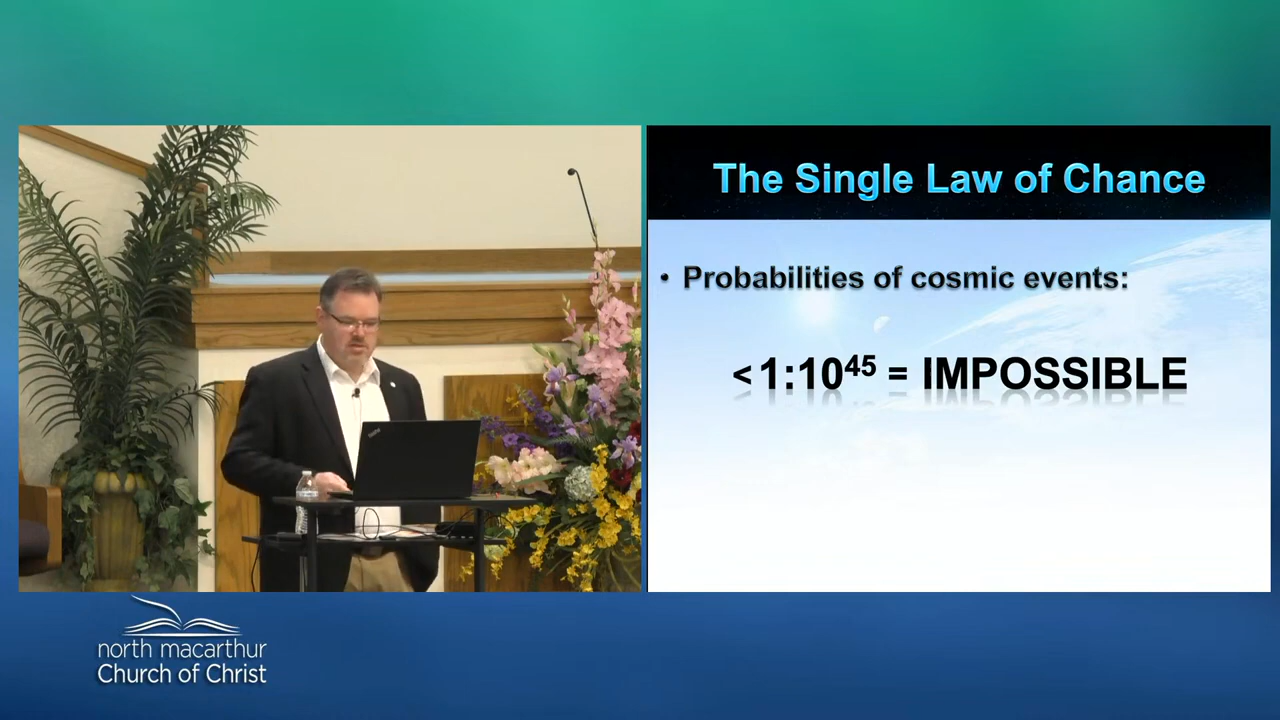 The Single Law of Chance
• Probabilities of cosmic events:
<1:10⁴⁵ = IMPOSSIBLE
north macarthur
Church of Christ